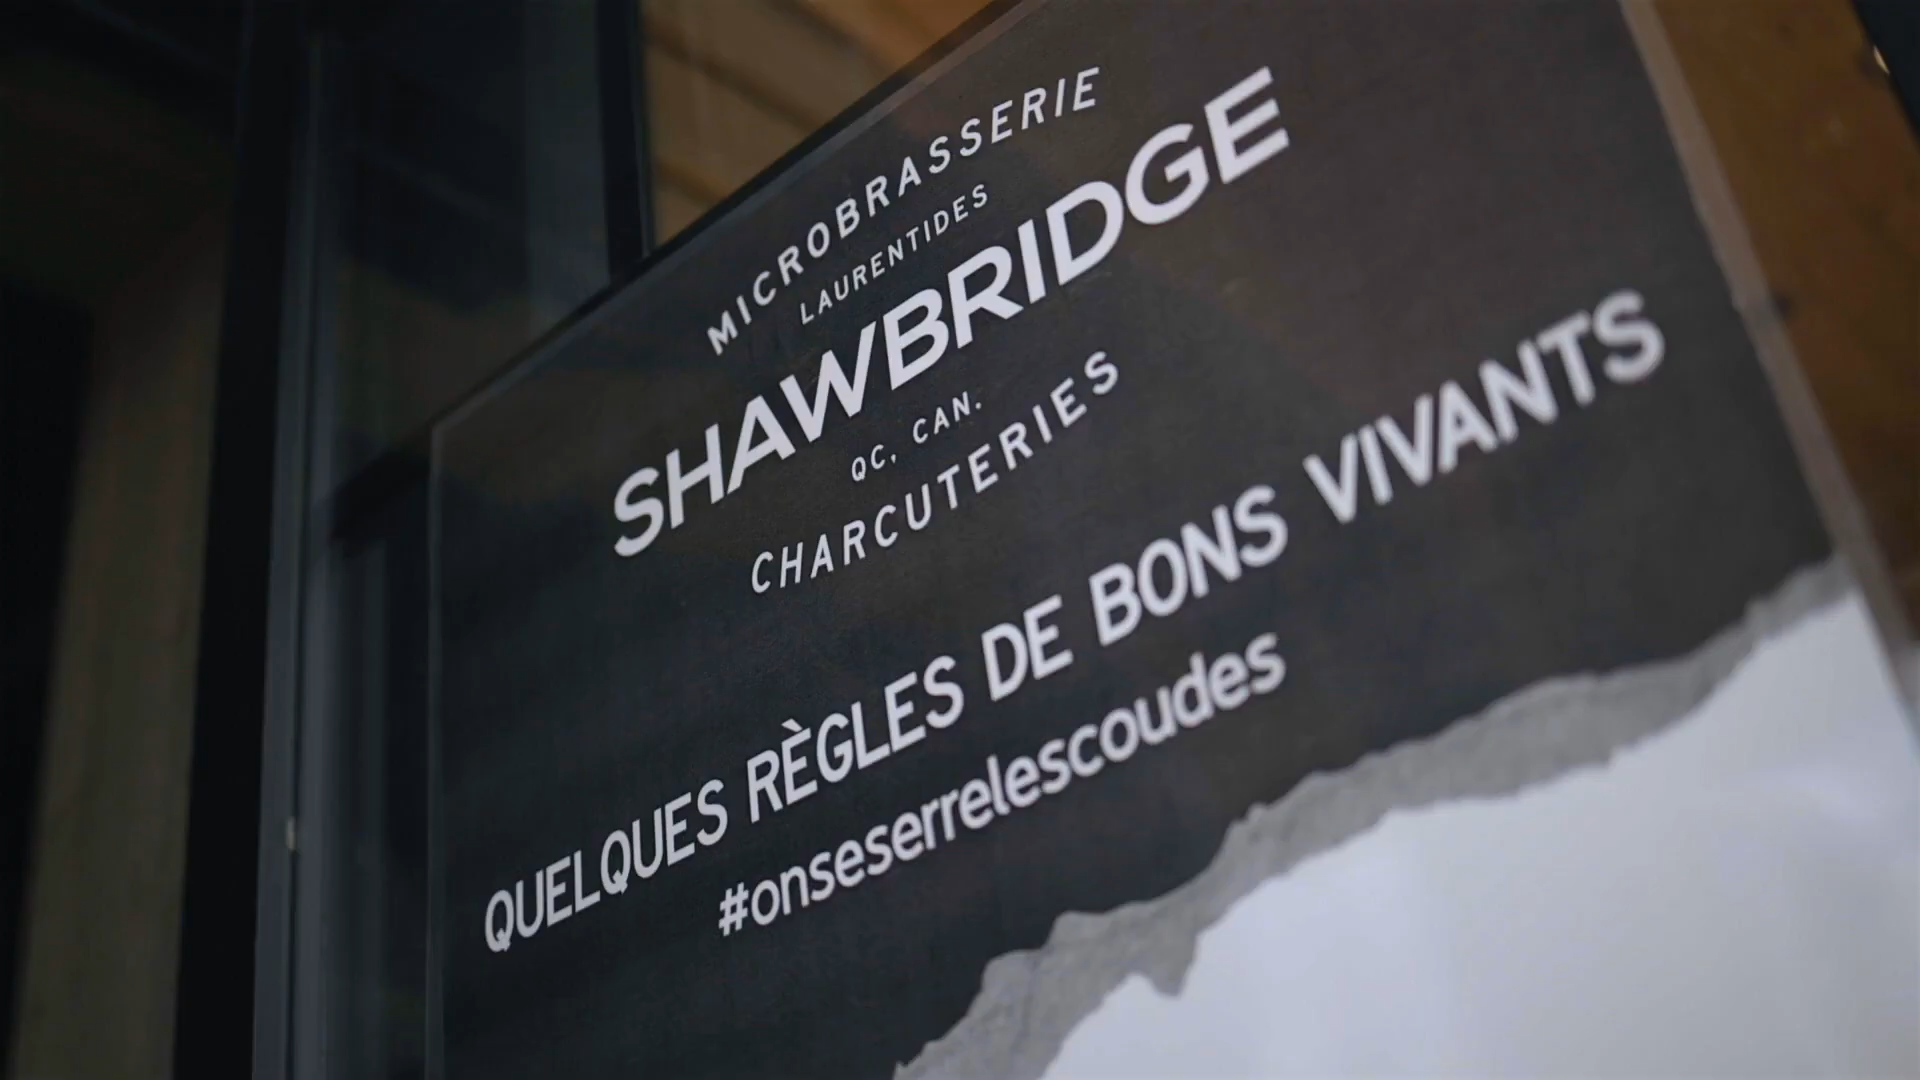 MICROBRASSERIE
LAURENTIDES
SHAWBRIDGE
QC, CAN.
CHARCUTERIES
QUELQUES RÈGLES DE BONS VIVANTS
#onseserrelescoudes